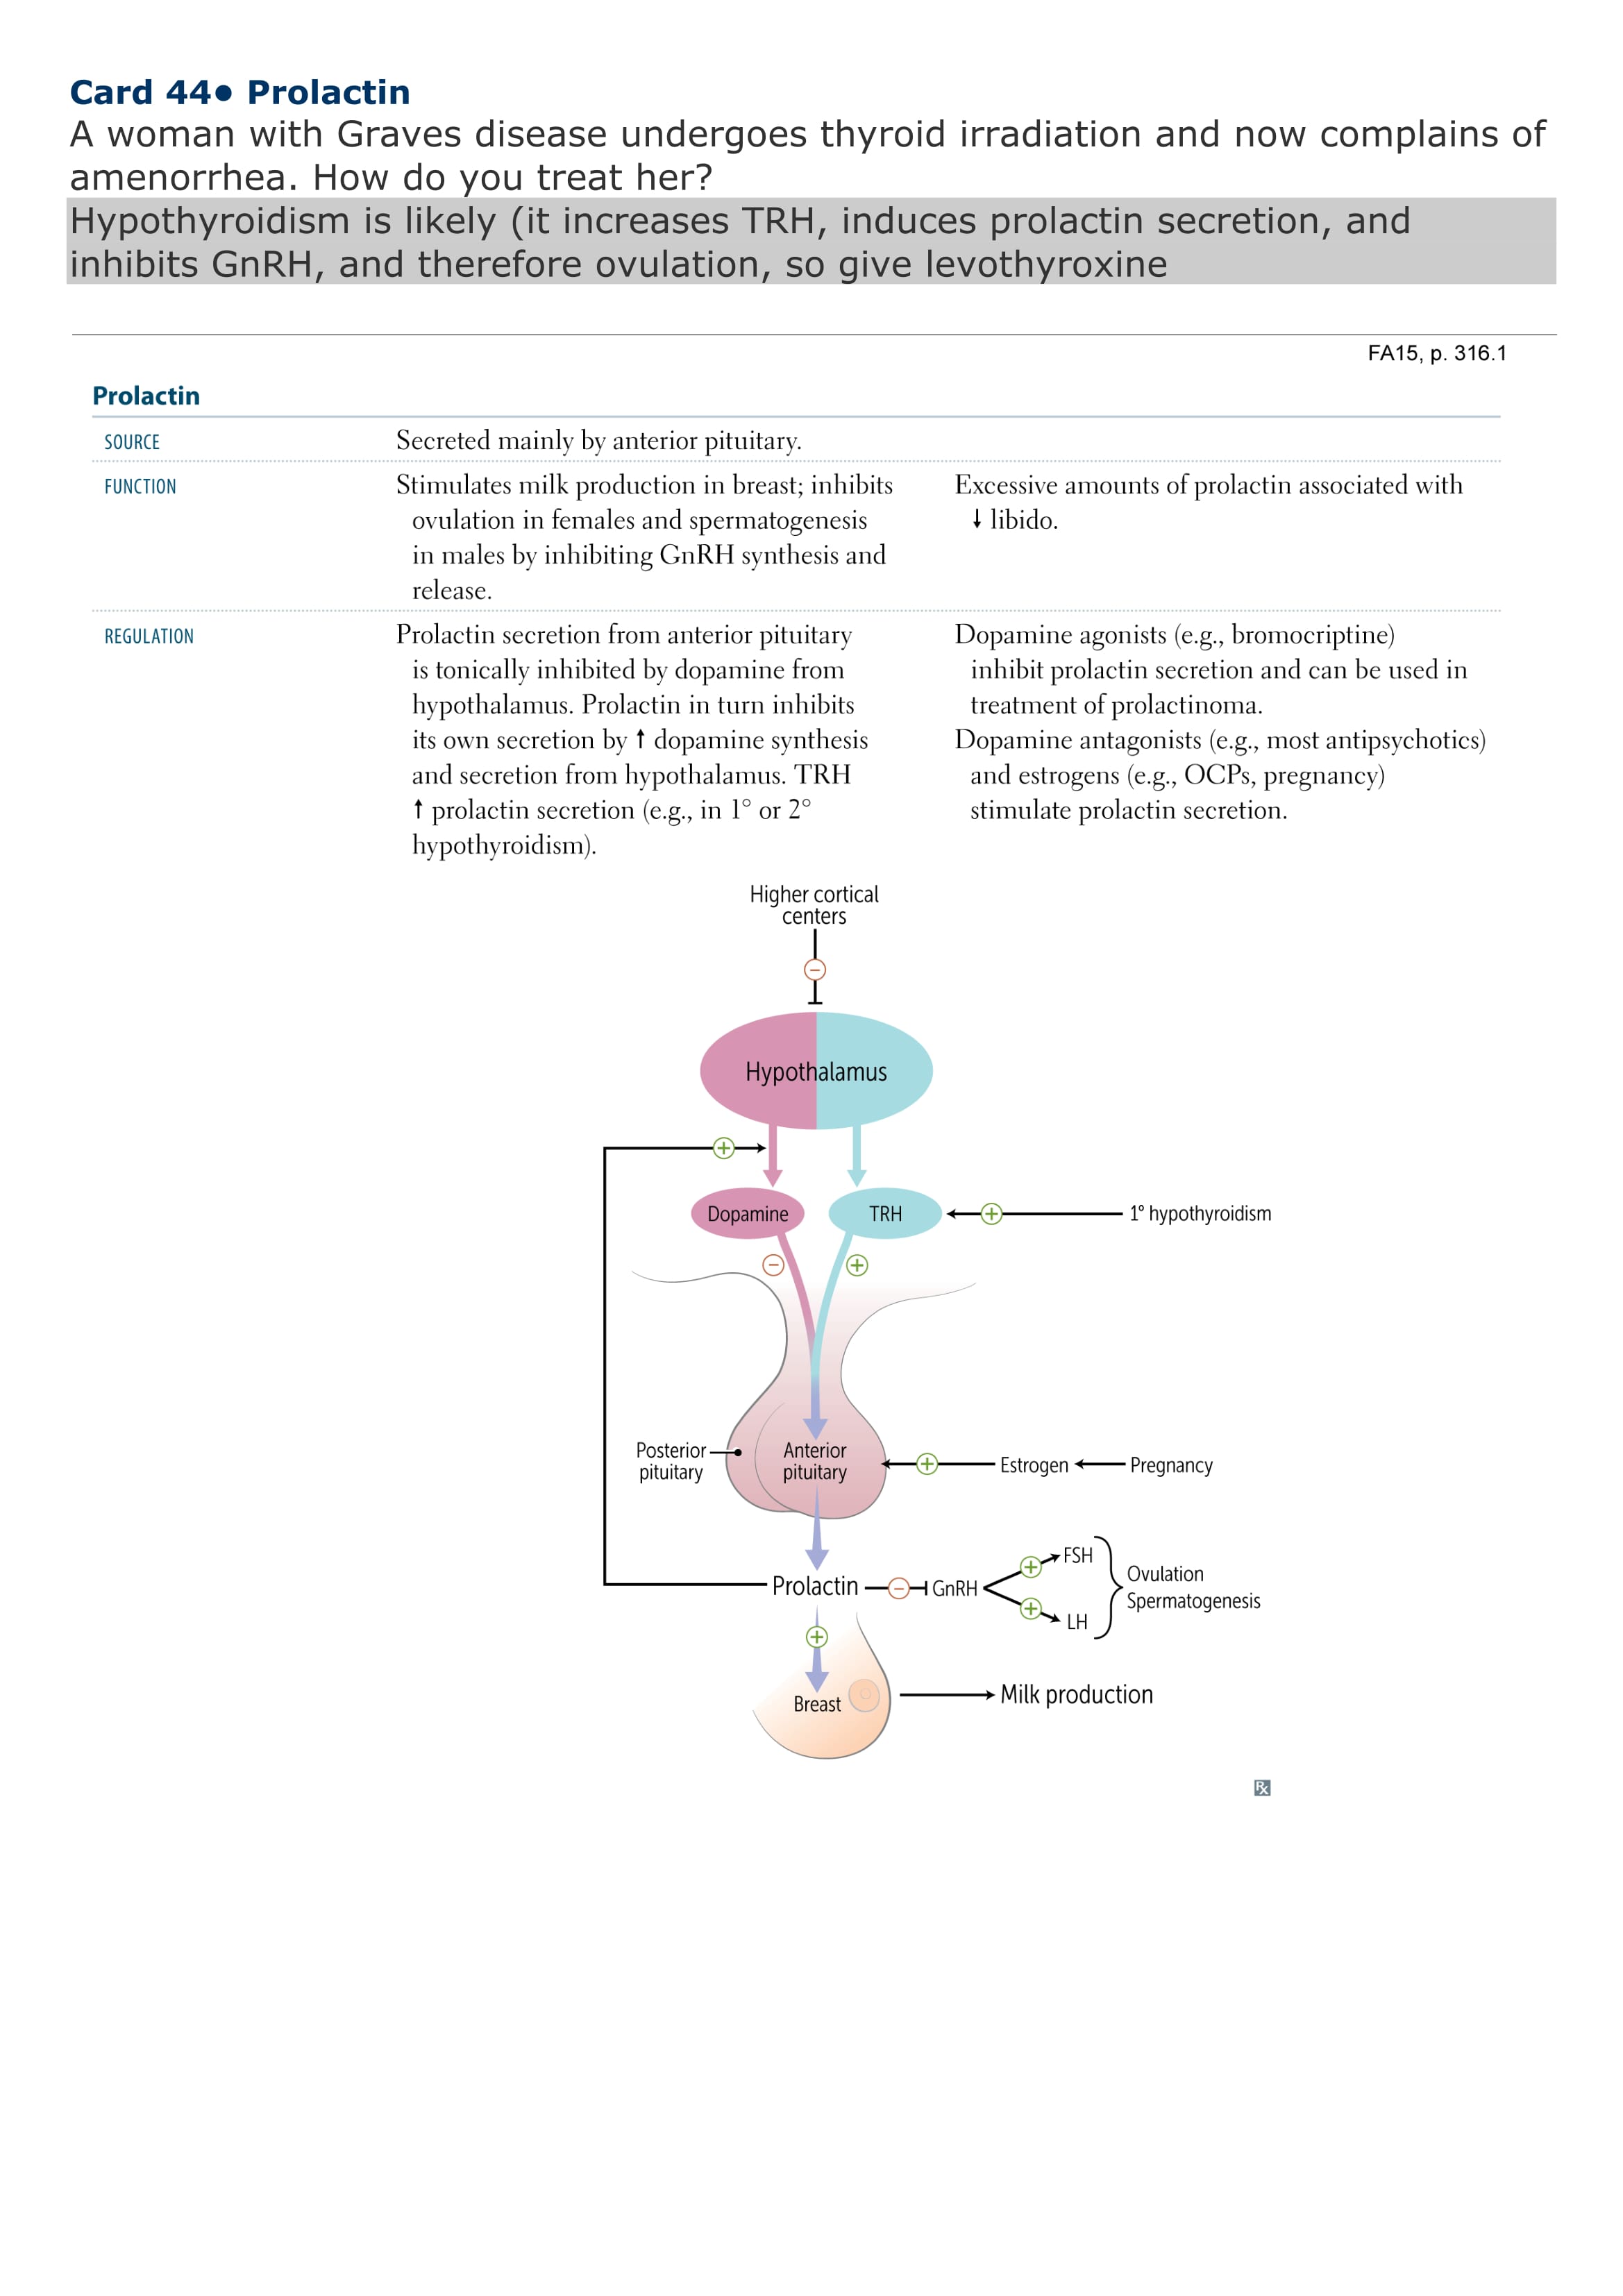 Card 44● Prolactin
A woman with Graves disease undergoes thyroid irradiation and now complains of
amenorrhea. How do you treat her?
Hypothyroidism is likely (it increases TRH, induces prolactin secretion, and
inhibits GnRH, and therefore ovulation, so give levothyroxine
FA15, p. 316.1
Prolactin
SOURCE
Secreted mainly by anterior pituitary.
FUNCTION
Stimulates milk production in breast; inhibits
ovulation in females and spermatogenesis
in males by inhibiting GnRH synthesis and
release.
Excessive amounts of prolactin associated with
↓ libido.
REGULATION
Prolactin secretion from anterior pituitary
is tonically inhibited by dopamine from
hypothalamus. Prolactin in turn inhibits
its own secretion by ↑ dopamine synthesis
and secretion from hypothalamus. TRH
↑ prolactin secretion (e.g., in 1° or 2°
hypothyroidism).
Dopamine agonists (e.g., bromocriptine)
inhibit prolactin secretion and can be used in
treatment of prolactinoma.
Dopamine antagonists (e.g., most antipsychotics)
and estrogens (e.g., OCPs, pregnancy)
stimulate prolactin secretion.
Higher cortical
centers
−
Hypothalamus
+
Dopamine
TRH
+
1° hypothyroidism
−
+
Posterior
pituitary
Anterior
pituitary
+
Estrogen
Pregnancy
Prolactin
−
GnRH
+
FSH
+
LH
Ovulation
Spermatogenesis
+
Breast
Milk production
Rx